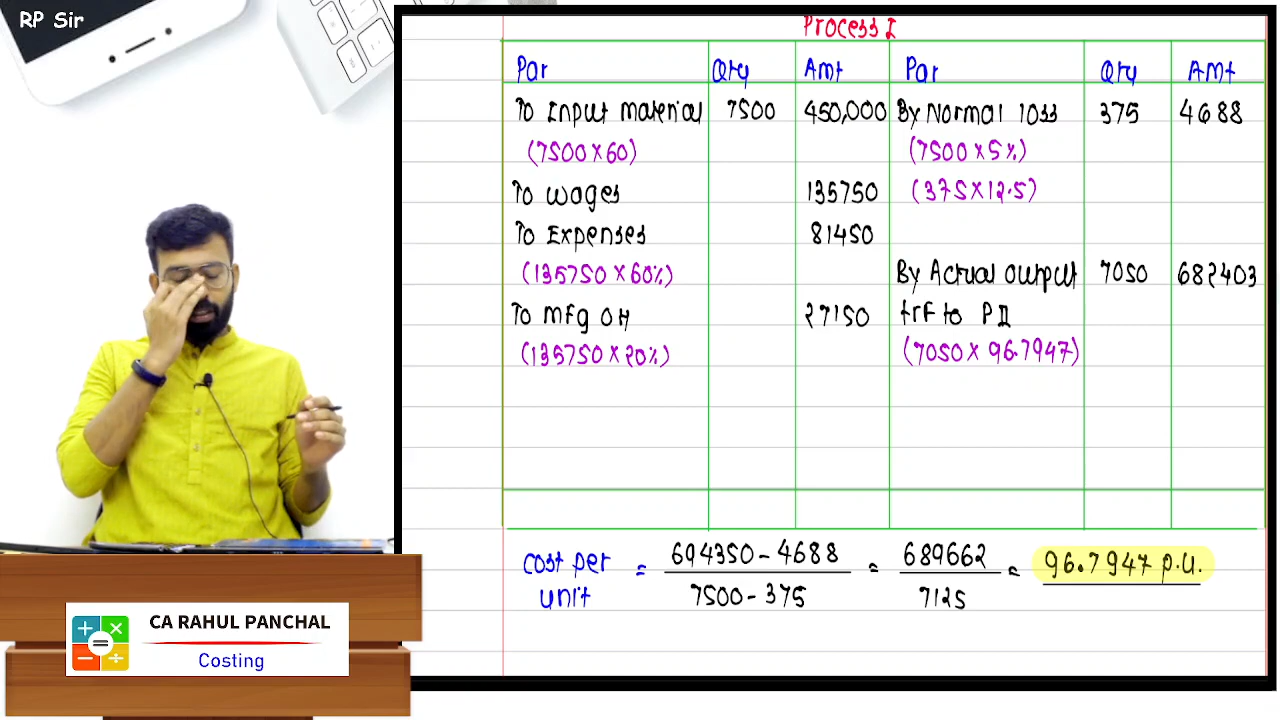 RP Sir
Process I
Par Qty Amt Par Qty Amt
To Input material 7500 450,000 By Normal loss 375 4688
(7500 x 60) (7500 x 5%)
To wages 135750 (375 x 12.5)
To Expenses 81450
(135750 x 60%) By Actual output 7050 682403
To Mfg OH 27150 trf to P II
(135750 x 20%) (7050 x 96.7947)
cost per unit = 694350 - 4688 / 7500 - 375 = 689662 / 7125 = 96.7947 p.u.
CA RAHUL PANCHAL
Costing